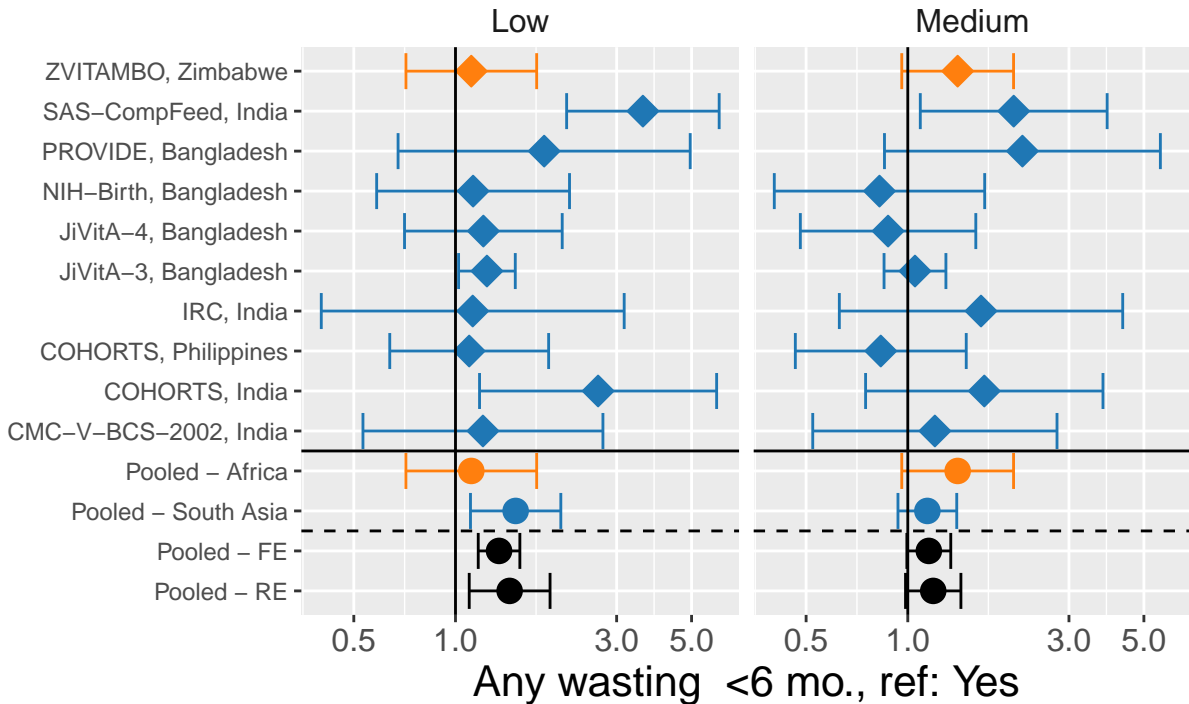 Low Medium
ZVITAMBO, Zimbabwe
SAS−CompFeed, India
PROVIDE, Bangladesh
NIH−Birth, Bangladesh
JiVitA−4, Bangladesh
JiVitA−3, Bangladesh
IRC, India
COHORTS, Philippines
COHORTS, India
CMC−V−BCS−2002, India
Pooled − Africa
Pooled − South Asia
Pooled − FE
Pooled − RE
0.5 1.0 3.0 5.0 0.5 1.0 3.0 5.0
Any wasting  <6 mo., ref: Yes